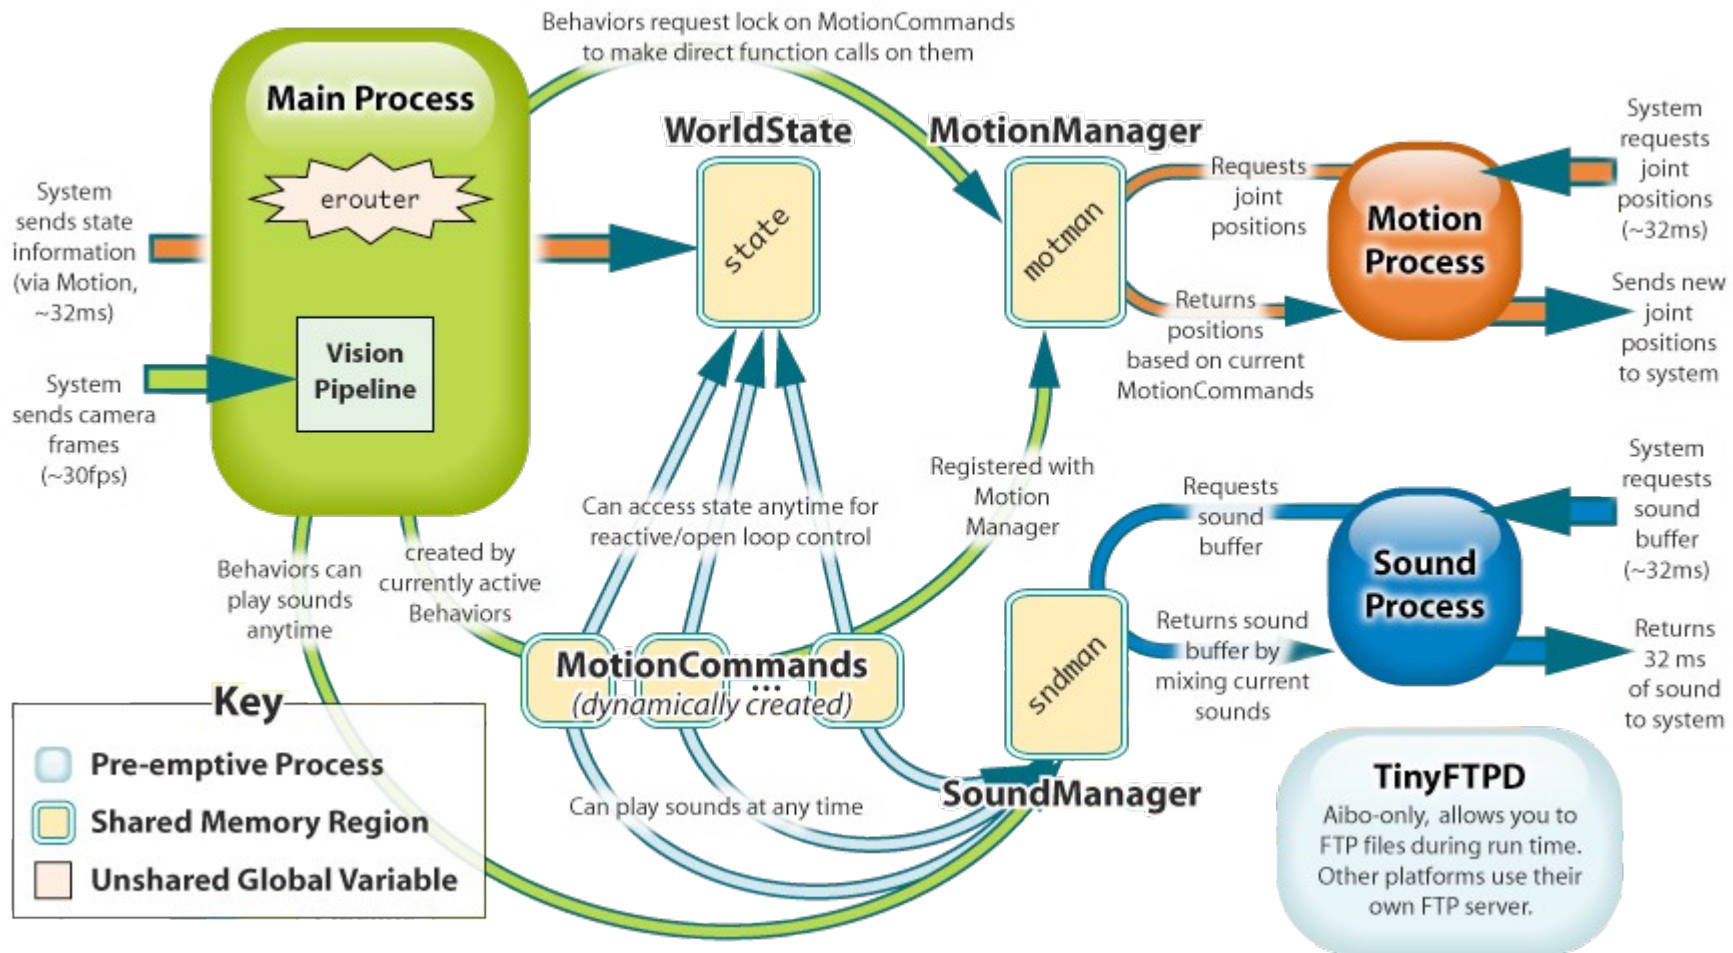 Behaviors request lock on MotionCommands
to make direct function calls on them
Main Process
erouter
Vision
Pipeline
System
sends state
information
(via Motion,
~32ms)
System
sends camera
frames
(~30fps)
WorldState
state
MotionManager
motman
Requests
joint
positions
Returns
positions
based on current
MotionCommands
Motion
Process
System
requests
joint
positions
(~32ms)
Sends new
joint
positions
to system
Can access state anytime for
reactive/open loop control
Registered with
Motion
Manager
Behaviors can
play sounds
anytime
created by
currently active
Behaviors
MotionCommands
...
(dynamically created)
Can play sounds at any time
sndman
SoundManager
Requests
sound
buffer
Returns sound
buffer by
mixing current
sounds
Sound
Process
System
requests
sound
buffer
(~32ms)
Returns
32 ms
of sound
to system
Key
Pre-emptive Process
Shared Memory Region
Unshared Global Variable
TinyFTPD
Aibo-only, allows you to
FTP files during run time.
Other platforms use their
own FTP server.